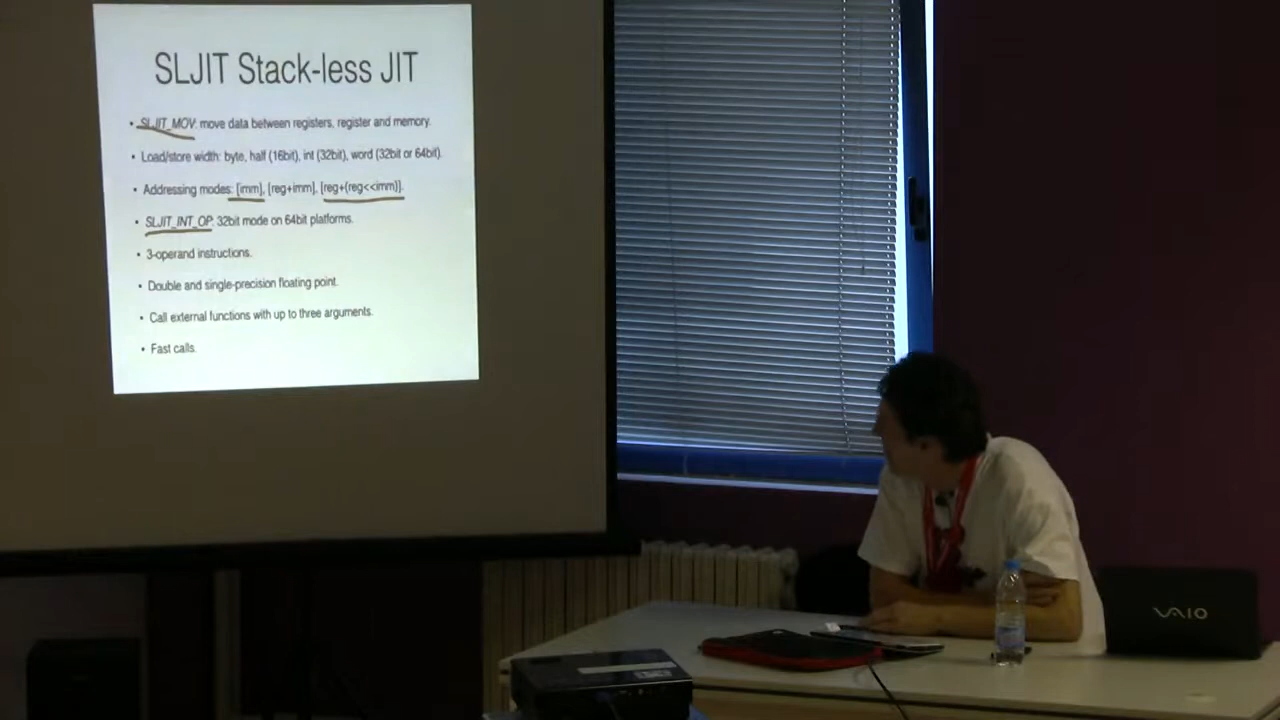 SLJIT Stack-less JIT
• SLJIT_MOV: move data between registers, register and memory.
• Load/store width: byte, half (16bit), int (32bit), word (32bit or 64bit).
• Addressing modes: [imm], [reg+imm], [reg+(reg<<imm)].
• SLJIT_INT_OP: 32bit mode on 64bit platforms.
• 3-operand instructions.
• Double and single-precision floating point.
• Call external functions with up to three arguments.
• Fast calls.
VAIO